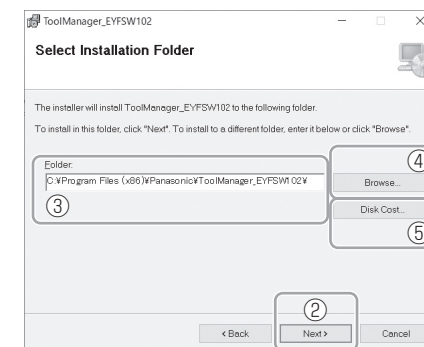 ToolManager_EYFSW102
Select Installation Folder
The installer will install ToolManager_EYFSW102 to the following folder.
To install in this folder, click "Next". To install to a different folder, enter it below or click "Browse".
Folder:
④
C:¥Program Files (x86)¥Panasonic¥ToolManager_EYFSW102¥
Browse...
③
Disk Cost...
⑤
②
< Back
Next >
Cancel